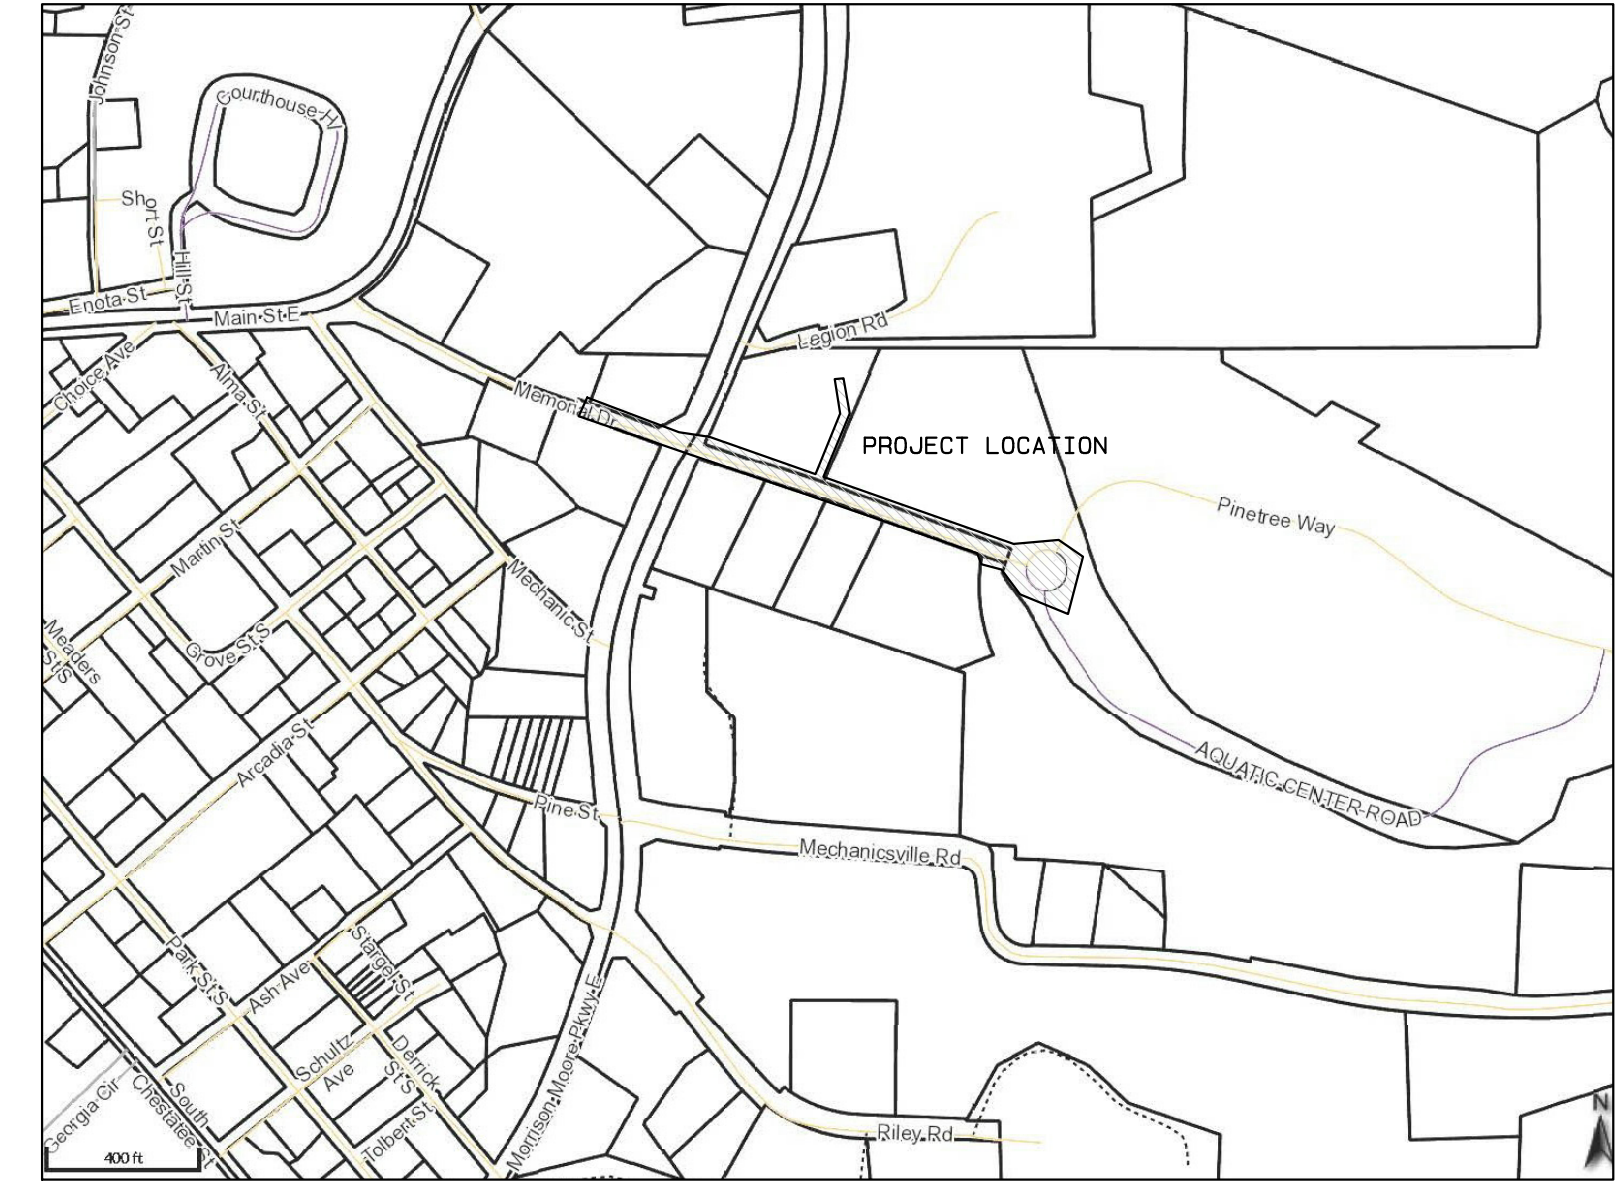 Johnson-St
Courthouse-H
Short St
Hill St
Enota St
Main St E
Choice Ave
Alma St
Memorial Dr
Legion Rd
PROJECT LOCATION
Pinetree Way
Martin St
Mechanic St
Grove St S
Meaders
St S
Arcadia St
AQUATIC CENTER ROAD
Pine St
Mechanicsville Rd
Stargel St
Park St S
Ash Ave
Morrison Moore Pkwy E
Schultz
Ave
Derrick
St S
South
Chestatee St
Georgia Cir
Tolbert St
Riley Rd
400 ft
N